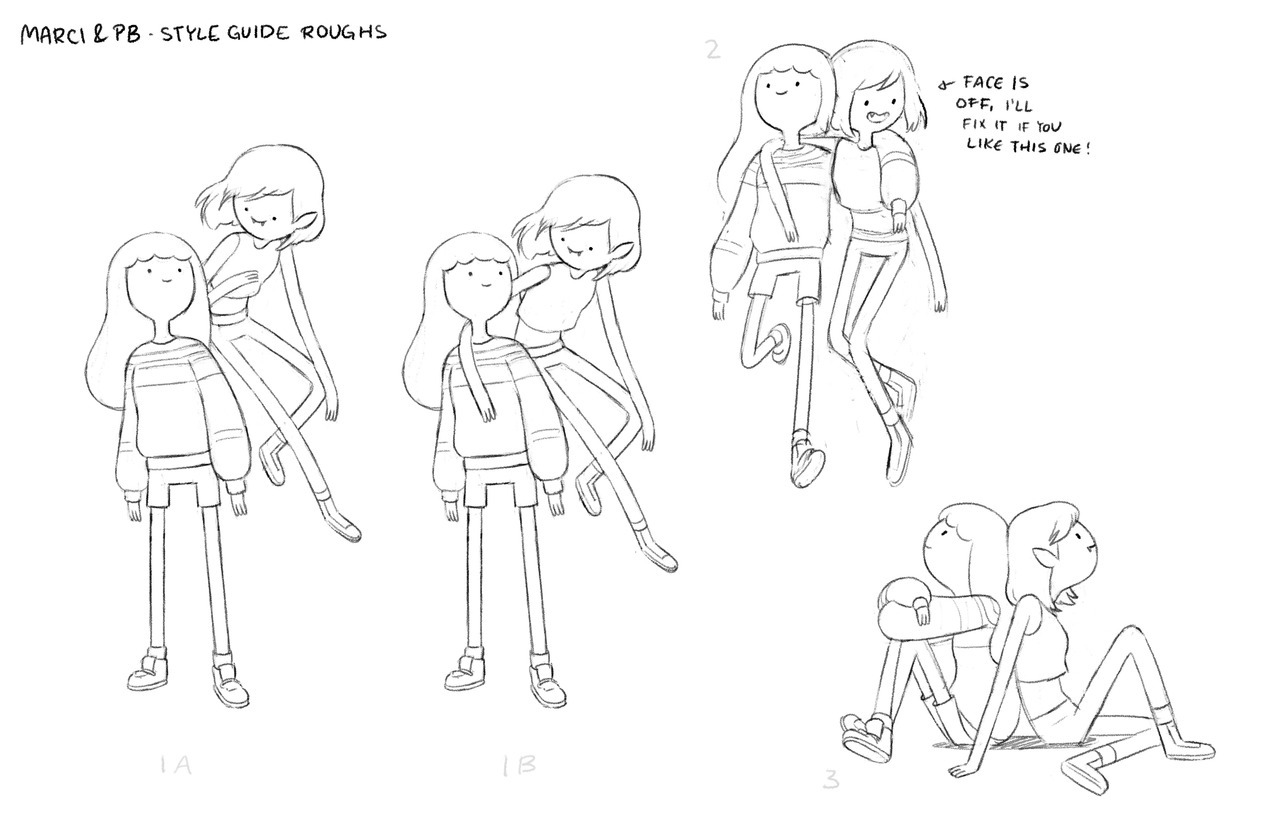 MARCI & PB - STYLE GUIDE ROUGHS
2
← FACE IS
OFF, I'LL
FIX IT IF YOU
LIKE THIS ONE!
1A
1B
3